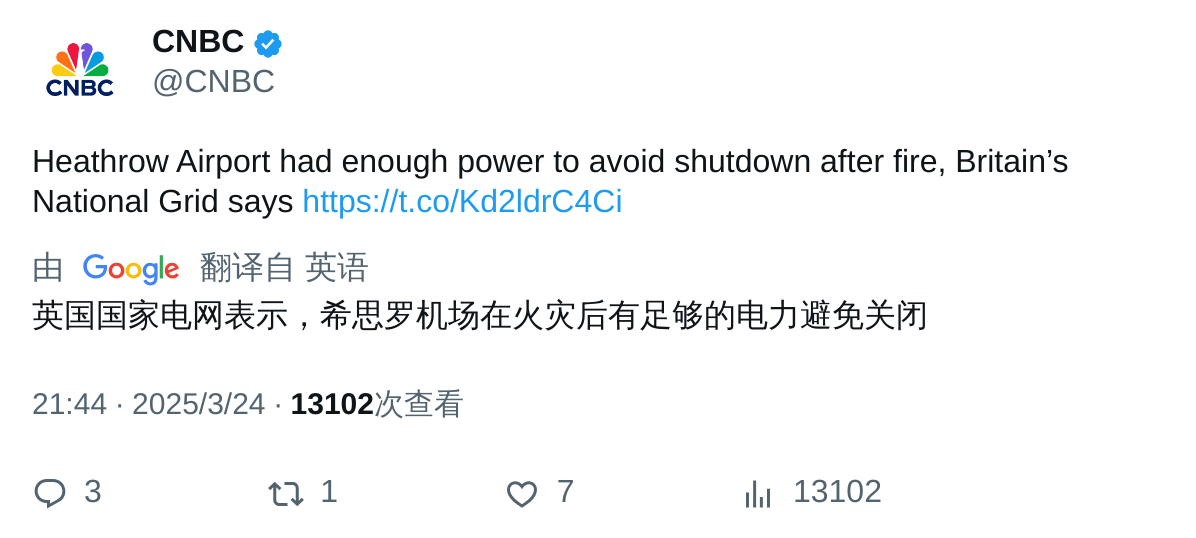 CNBC
CNBC
@CNBC
Heathrow Airport had enough power to avoid shutdown after fire, Britain’s
National Grid says https://t.co/Kd2ldrC4Ci
由 Google 翻译自 英语
英国国家电网表示，希思罗机场在火灾后有足够的电力避免关闭
21:44 · 2025/3/24 · 13102次查看
3 1 7 13102